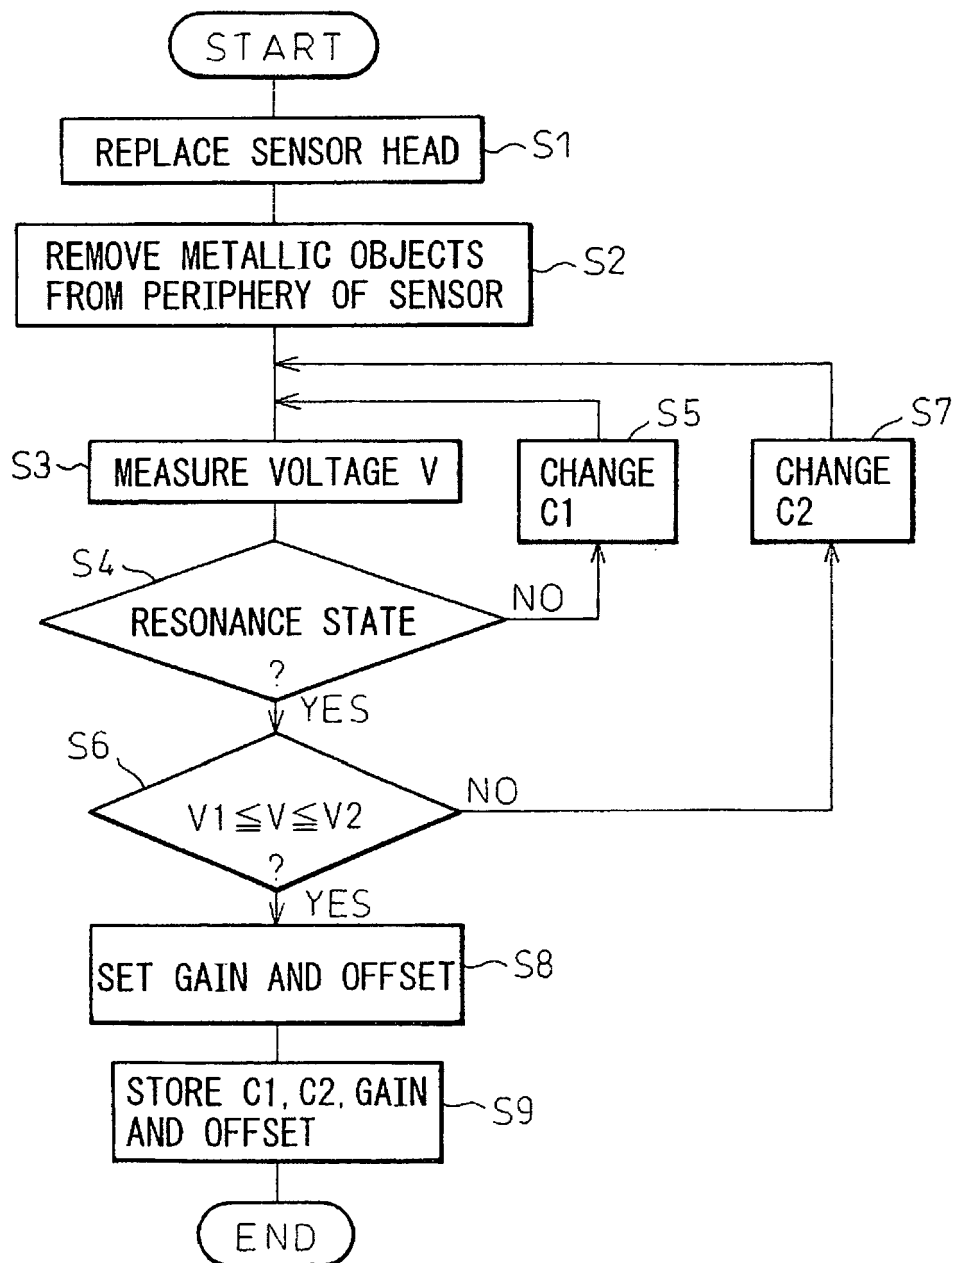 START
REPLACE SENSOR HEAD
S1
REMOVE METALLIC OBJECTS
FROM PERIPHERY OF SENSOR
S2
S3
MEASURE VOLTAGE V
S5
CHANGE
C1
S7
CHANGE
C2
S4
RESONANCE STATE
?
NO
YES
S6
V1≦V≦V2
?
NO
YES
SET GAIN AND OFFSET
S8
STORE C1, C2, GAIN
AND OFFSET
S9
END